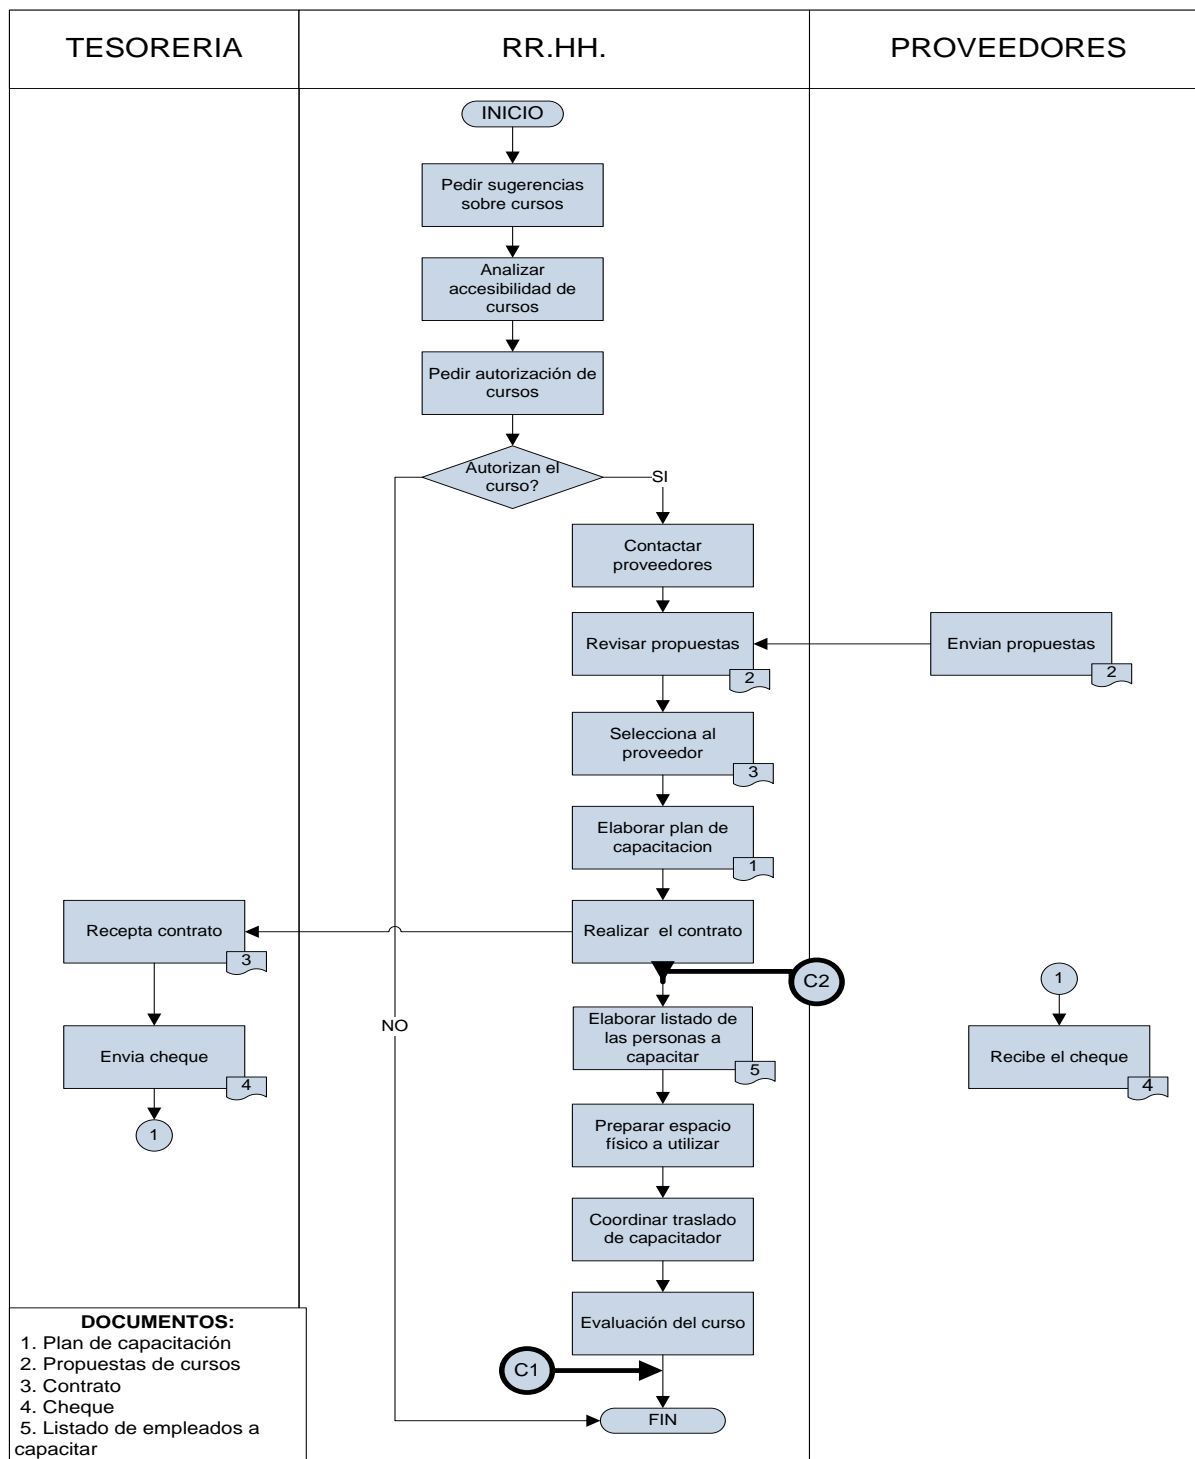 TESORERIA
RR.HH.
PROVEEDORES
INICIO
Pedir sugerencias
sobre cursos
Analizar
accesibilidad de
cursos
Pedir autorización de
cursos
Autorizan el
curso?
SI
Contactar
proveedores
Revisar propuestas
2
Envian propuestas
2
Selecciona al
proveedor
3
Elaborar plan de
capacitacion
1
Recepta contrato
3
Realizar el contrato
C2
1
NO
Envia cheque
4
Elaborar listado de
las personas a
capacitar
5
Recibe el cheque
4
1
Preparar espacio
físico a utilizar
Coordinar traslado
de capacitador
Evaluación del curso
C1
FIN
DOCUMENTOS:
1. Plan de capacitación
2. Propuestas de cursos
3. Contrato
4. Cheque
5. Listado de empleados a
capacitar